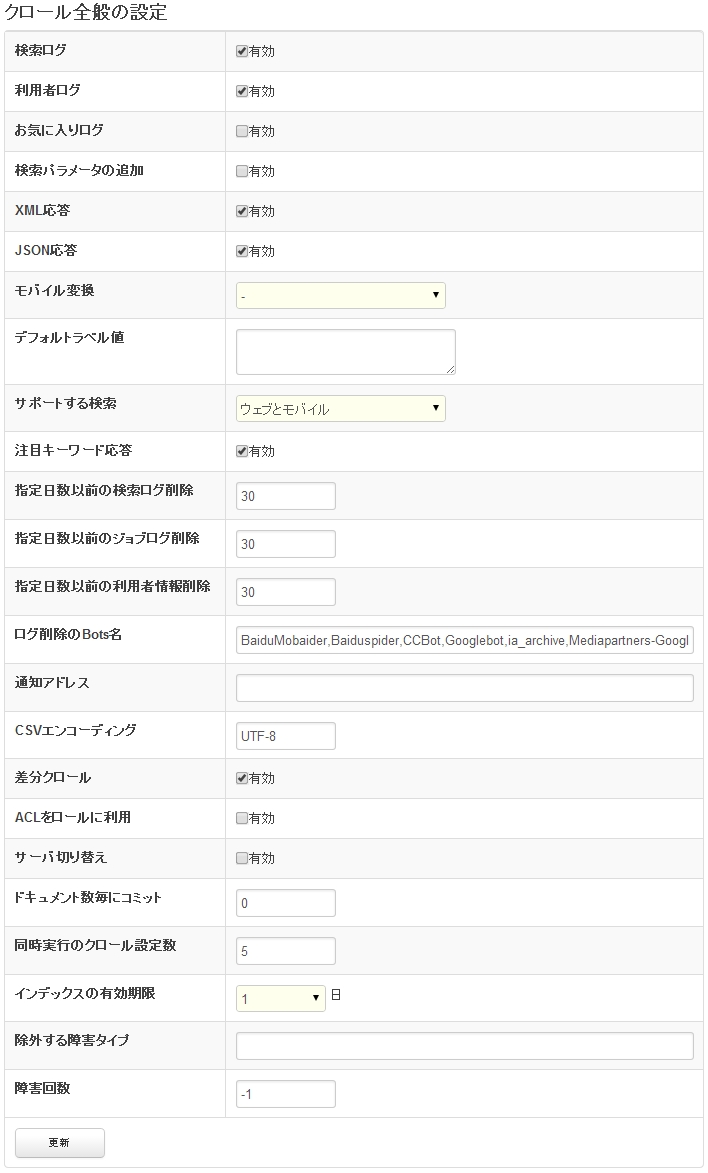 クロール全般の設定
検索ログ 有効
利用者ログ 有効
お気に入りログ 有効
検索パラメータの追加 有効
XML応答 有効
JSON応答 有効
モバイル変換 -
デフォルトラベル値
サポートする検索 ウェブとモバイル
注目キーワード応答 有効
指定日数以前の検索ログ削除 30
指定日数以前のジョブログ削除 30
指定日数以前の利用者情報削除 30
ログ削除のBots名 BaiduMobaider,Baiduspider,CCBot,Googlebot,ia_archive,Mediapartners-Googl
通知アドレス
CSVエンコーディング UTF-8
差分クロール 有効
ACLをロールに利用 有効
サーバ切り替え 有効
ドキュメント数毎にコミット 0
同時実行のクロール設定数 5
インデックスの有効期限 1 日
除外する障害タイプ
障害回数 -1
更新